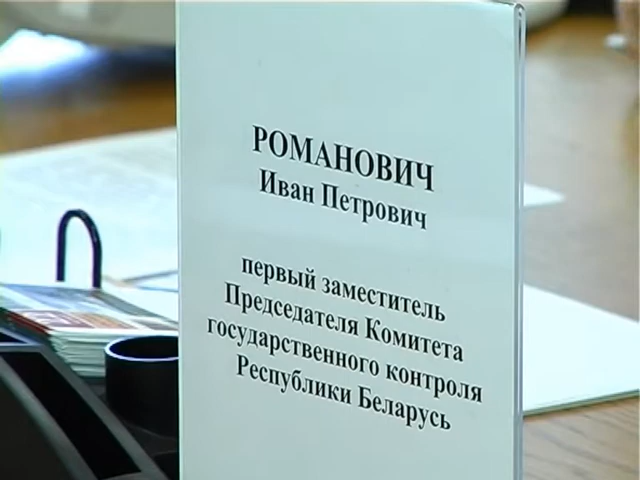 РОМАНОВИЧ
Иван Петрович
первый заместитель
Председателя Комитета
государственного контроля
Республики Беларусь